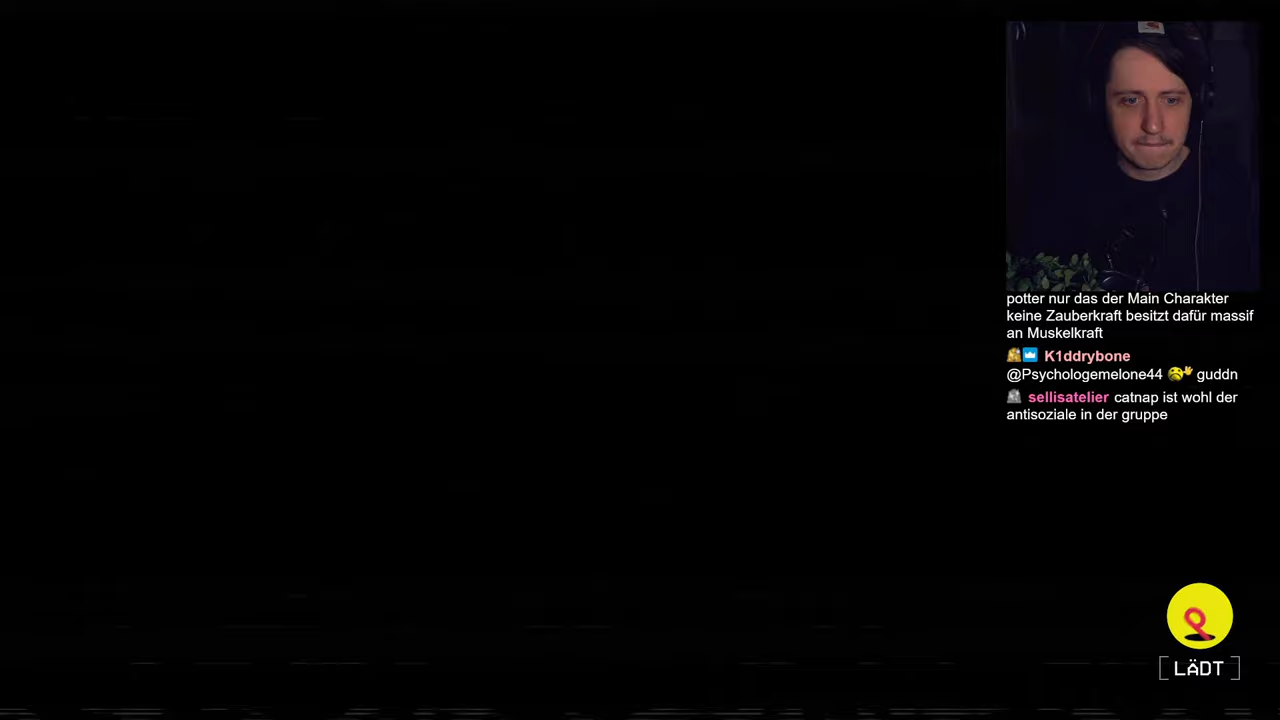 potter nur das der Main Charakter
keine Zauberkraft besitzt dafür massif
an Muskelkraft
K1ddrybone
@Psychologemelone44 guddn
sellisatelier catnap ist wohl der
antisoziale in der gruppe
LÄDT